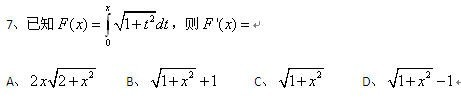 7、已知 $F(x)=\int_{0}^{x}\sqrt{1+t^{2}}dt$，则 $F'(x)=$↵
A、$2x\sqrt{2+x^{2}}$ B、$\sqrt{1+x^{2}}+1$ C、$\sqrt{1+x^{2}}$ D、$\sqrt{1+x^{2}}-1$↵